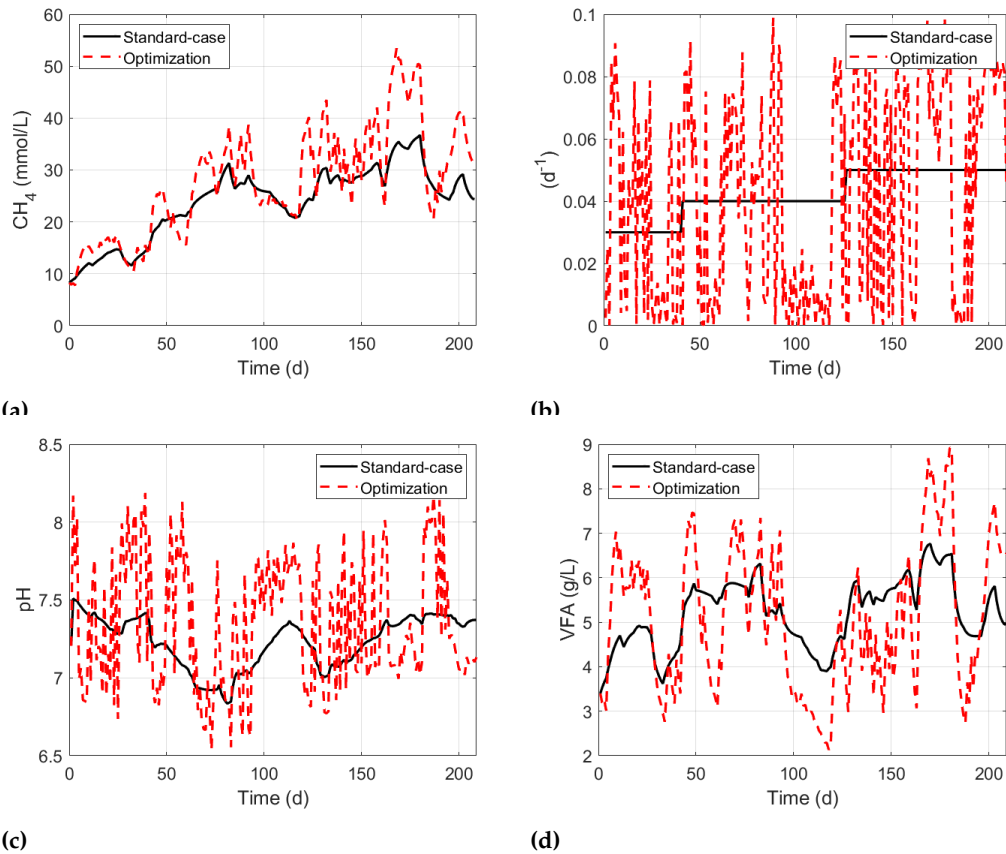 60
50
40
30
20
10
0
CH₄ (mmol/L)
Standard-case
Optimization
0 50 100 150 200
Time (d)
(a)
0.1
0.08
0.06
0.04
0.02
0
(d⁻¹)
Standard-case
Optimization
0 50 100 150 200
Time (d)
(b)
8.5
8
7.5
7
6.5
pH
Standard-case
Optimization
0 50 100 150 200
Time (d)
(c)
9
8
7
6
5
4
3
2
VFA (g/L)
Standard-case
Optimization
0 50 100 150 200
Time (d)
(d)